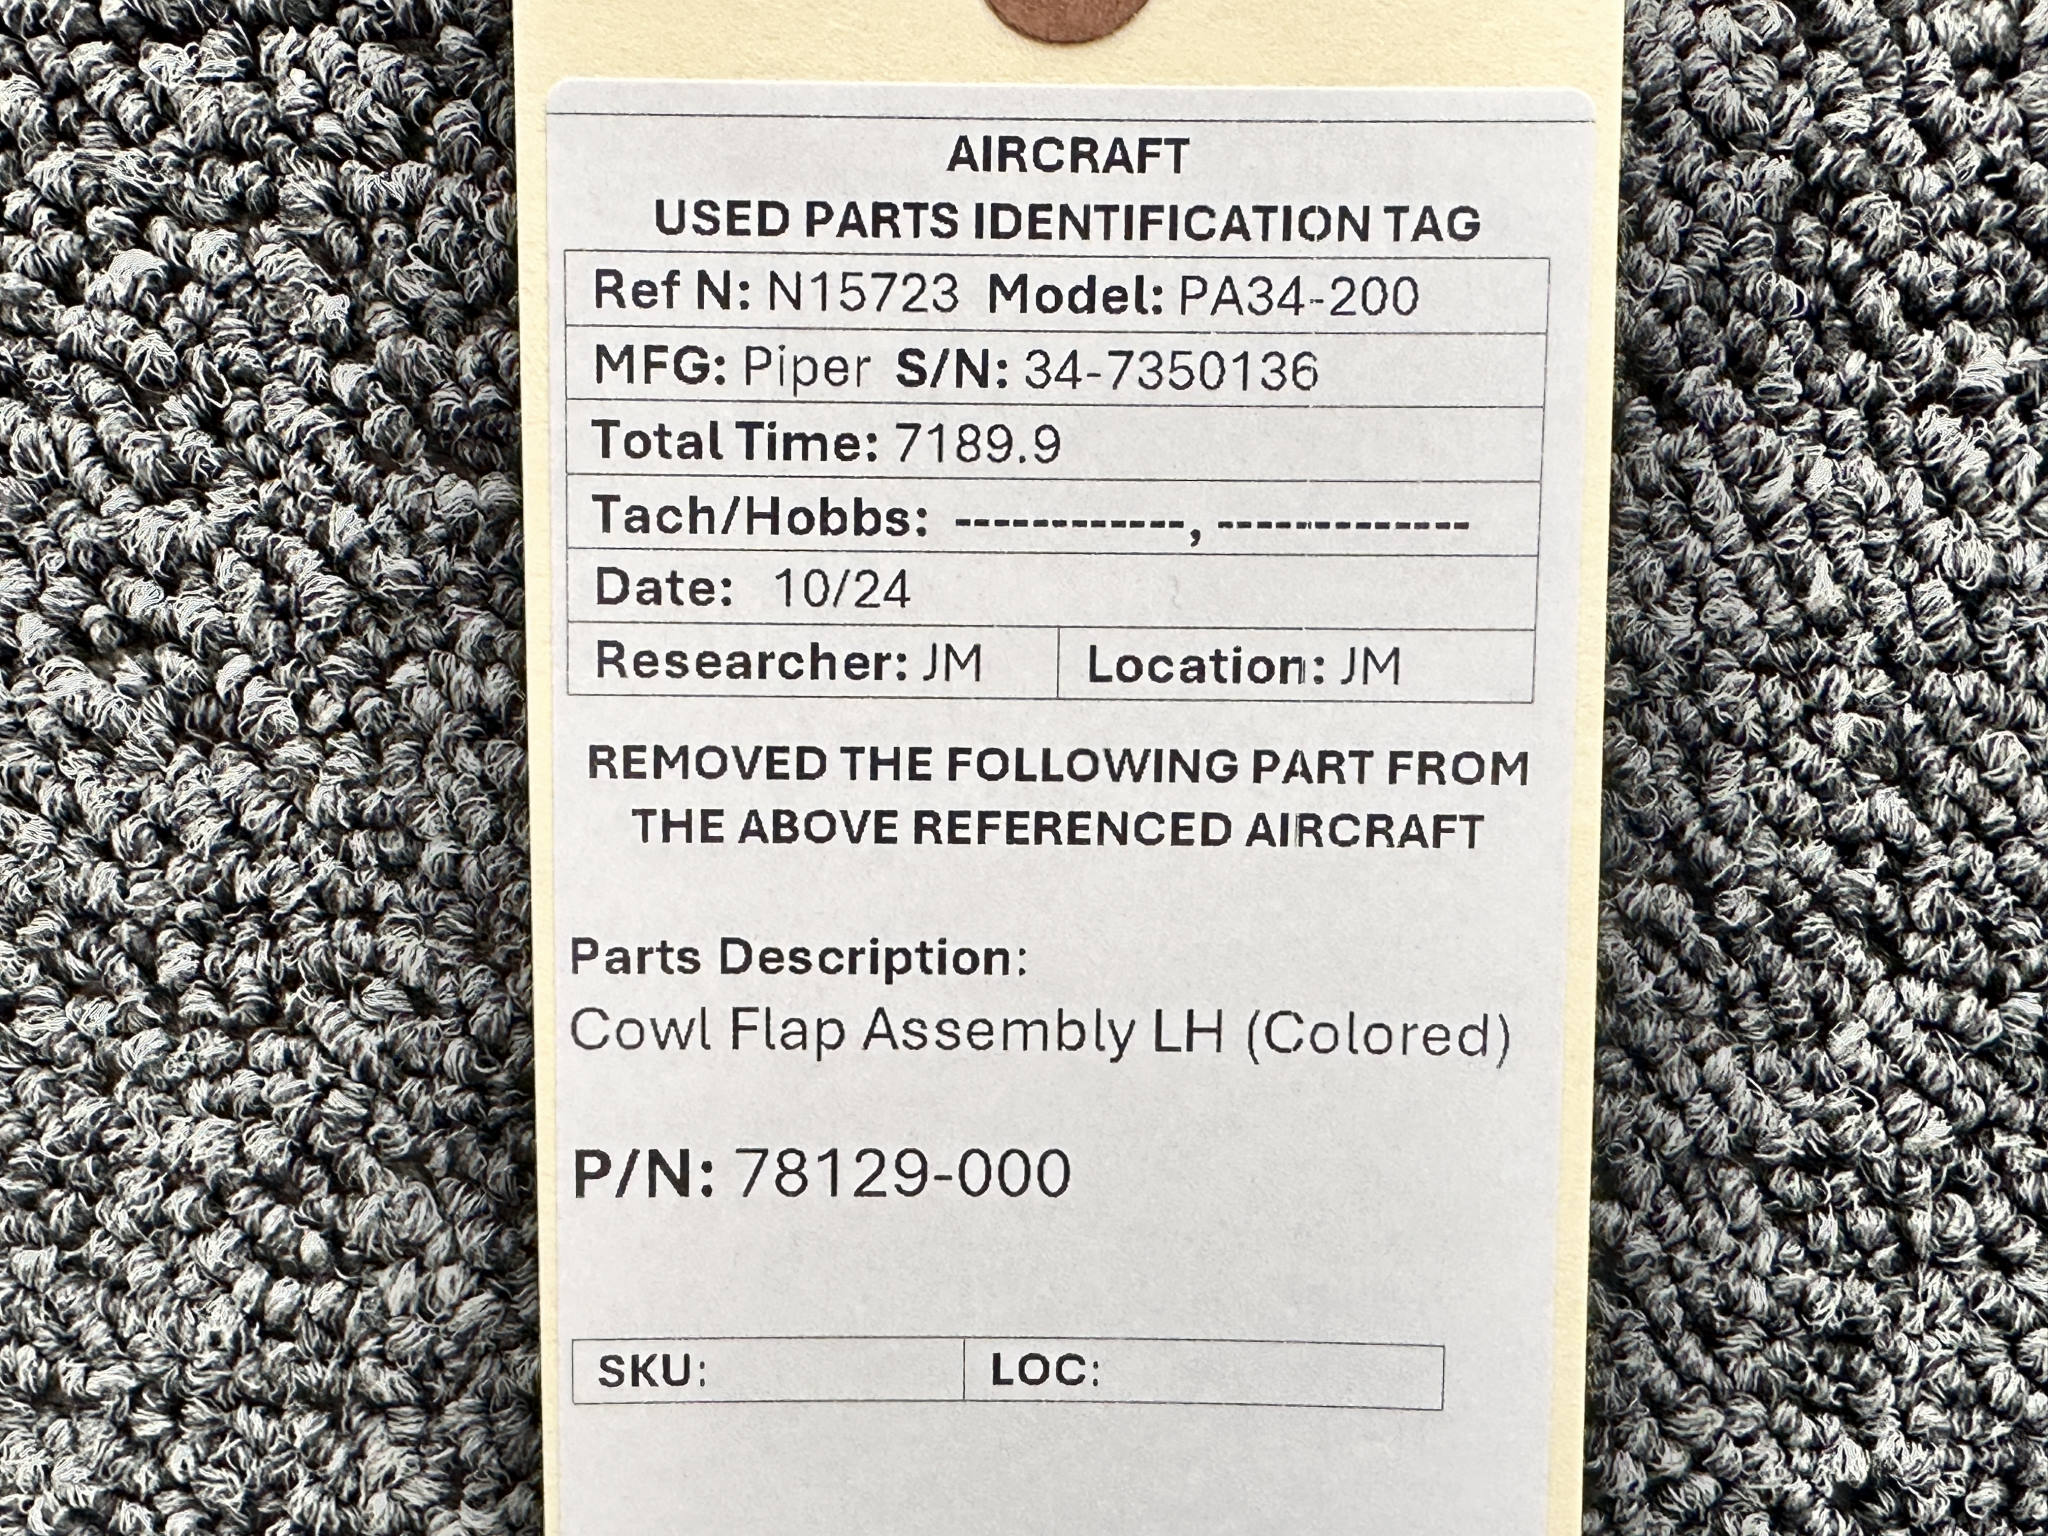 AIRCRAFT
USED PARTS IDENTIFICATION TAG
Ref N: N15723 Model: PA34-200
MFG: Piper S/N: 34-7350136
Total Time: 7189.9
Tach/Hobbs: ------------, -------------
Date: 10/24
Researcher: JM Location: JM
REMOVED THE FOLLOWING PART FROM
THE ABOVE REFERENCED AIRCRAFT
Parts Description:
Cowl Flap Assembly LH (Colored)
P/N: 78129-000
SKU: LOC: